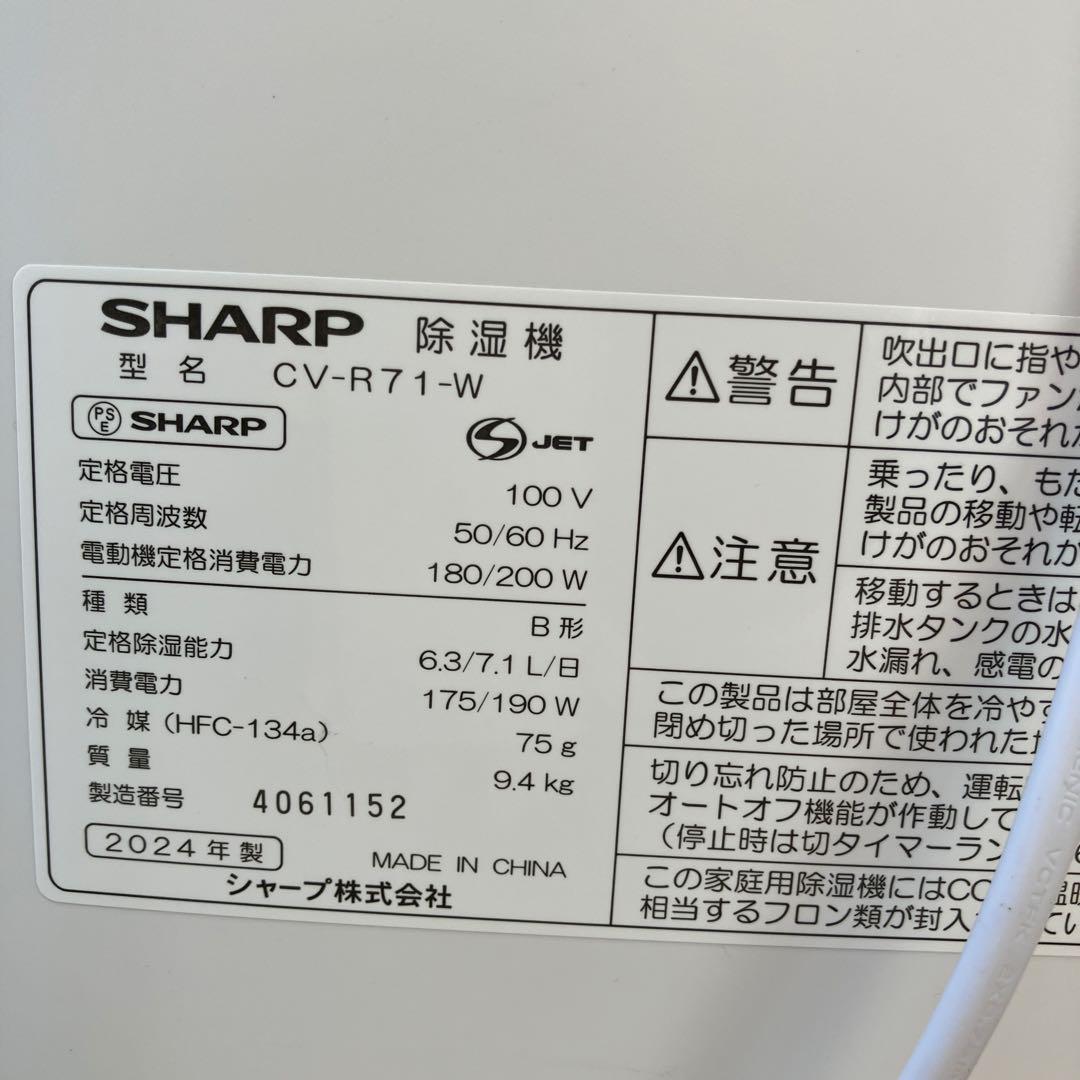 SHARP 除湿機
型名 CV-R71-W
PSE SHARP
S JET
定格電圧 100 V
定格周波数 50/60 Hz
電動機定格消費電力 180/200 W
種類 B形
定格除湿能力 6.3/7.1 L/日
消費電力 175/190 W
冷媒(HFC-134a) 75 g
質量 9.4 kg
製造番号 4061152
2024年製
MADE IN CHINA
シャープ株式会社
⚠警告
吹出口に指や
内部でファン
けがのおそれが
⚠注意
乗ったり、もた
製品の移動や転
けがのおそれが
移動するときは
排水タンクの水
水漏れ、感電の
この製品は部屋全体を冷やす
閉め切った場所で使われた
切り忘れ防止のため、運転
オートオフ機能が作動して
(停止時は切タイマーラン
この家庭用除湿機にはCO 温暖
相当するフロン類が封入 てい